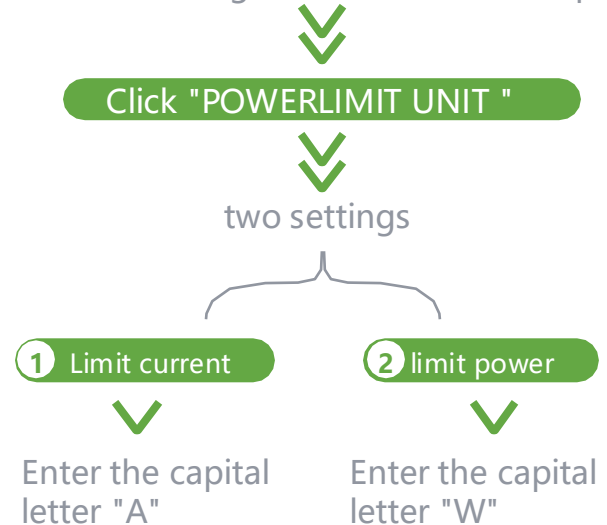 Click "POWERLIMIT UNIT "
two settings
1 Limit current
2 limit power
Enter the capital
letter "A"
Enter the capital
letter "W"